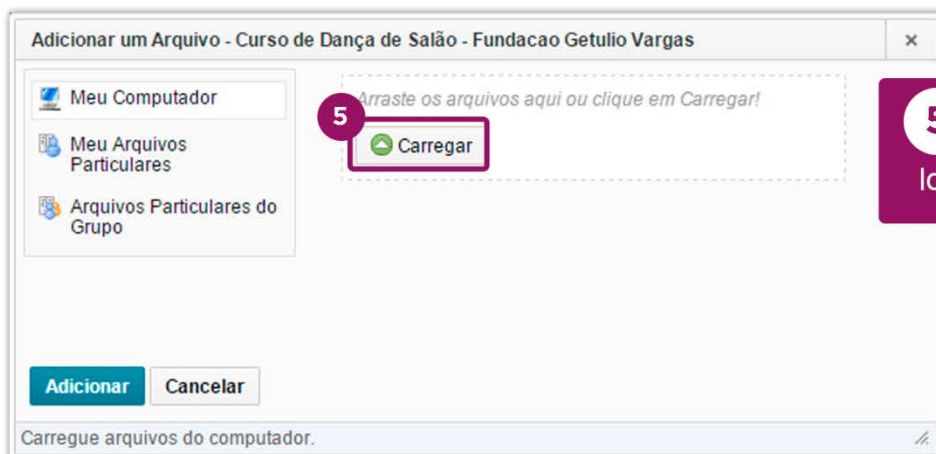 Adicionar um Arquivo - Curso de Dança de Salão - Fundacao Getulio Vargas
Meu Computador
Meu Arquivos
Particulares
Arquivos Particulares do
Grupo
Arraste os arquivos aqui ou clique em Carregar!
5
Carregar
5
Adicionar
Cancelar
Carregue arquivos do computador.